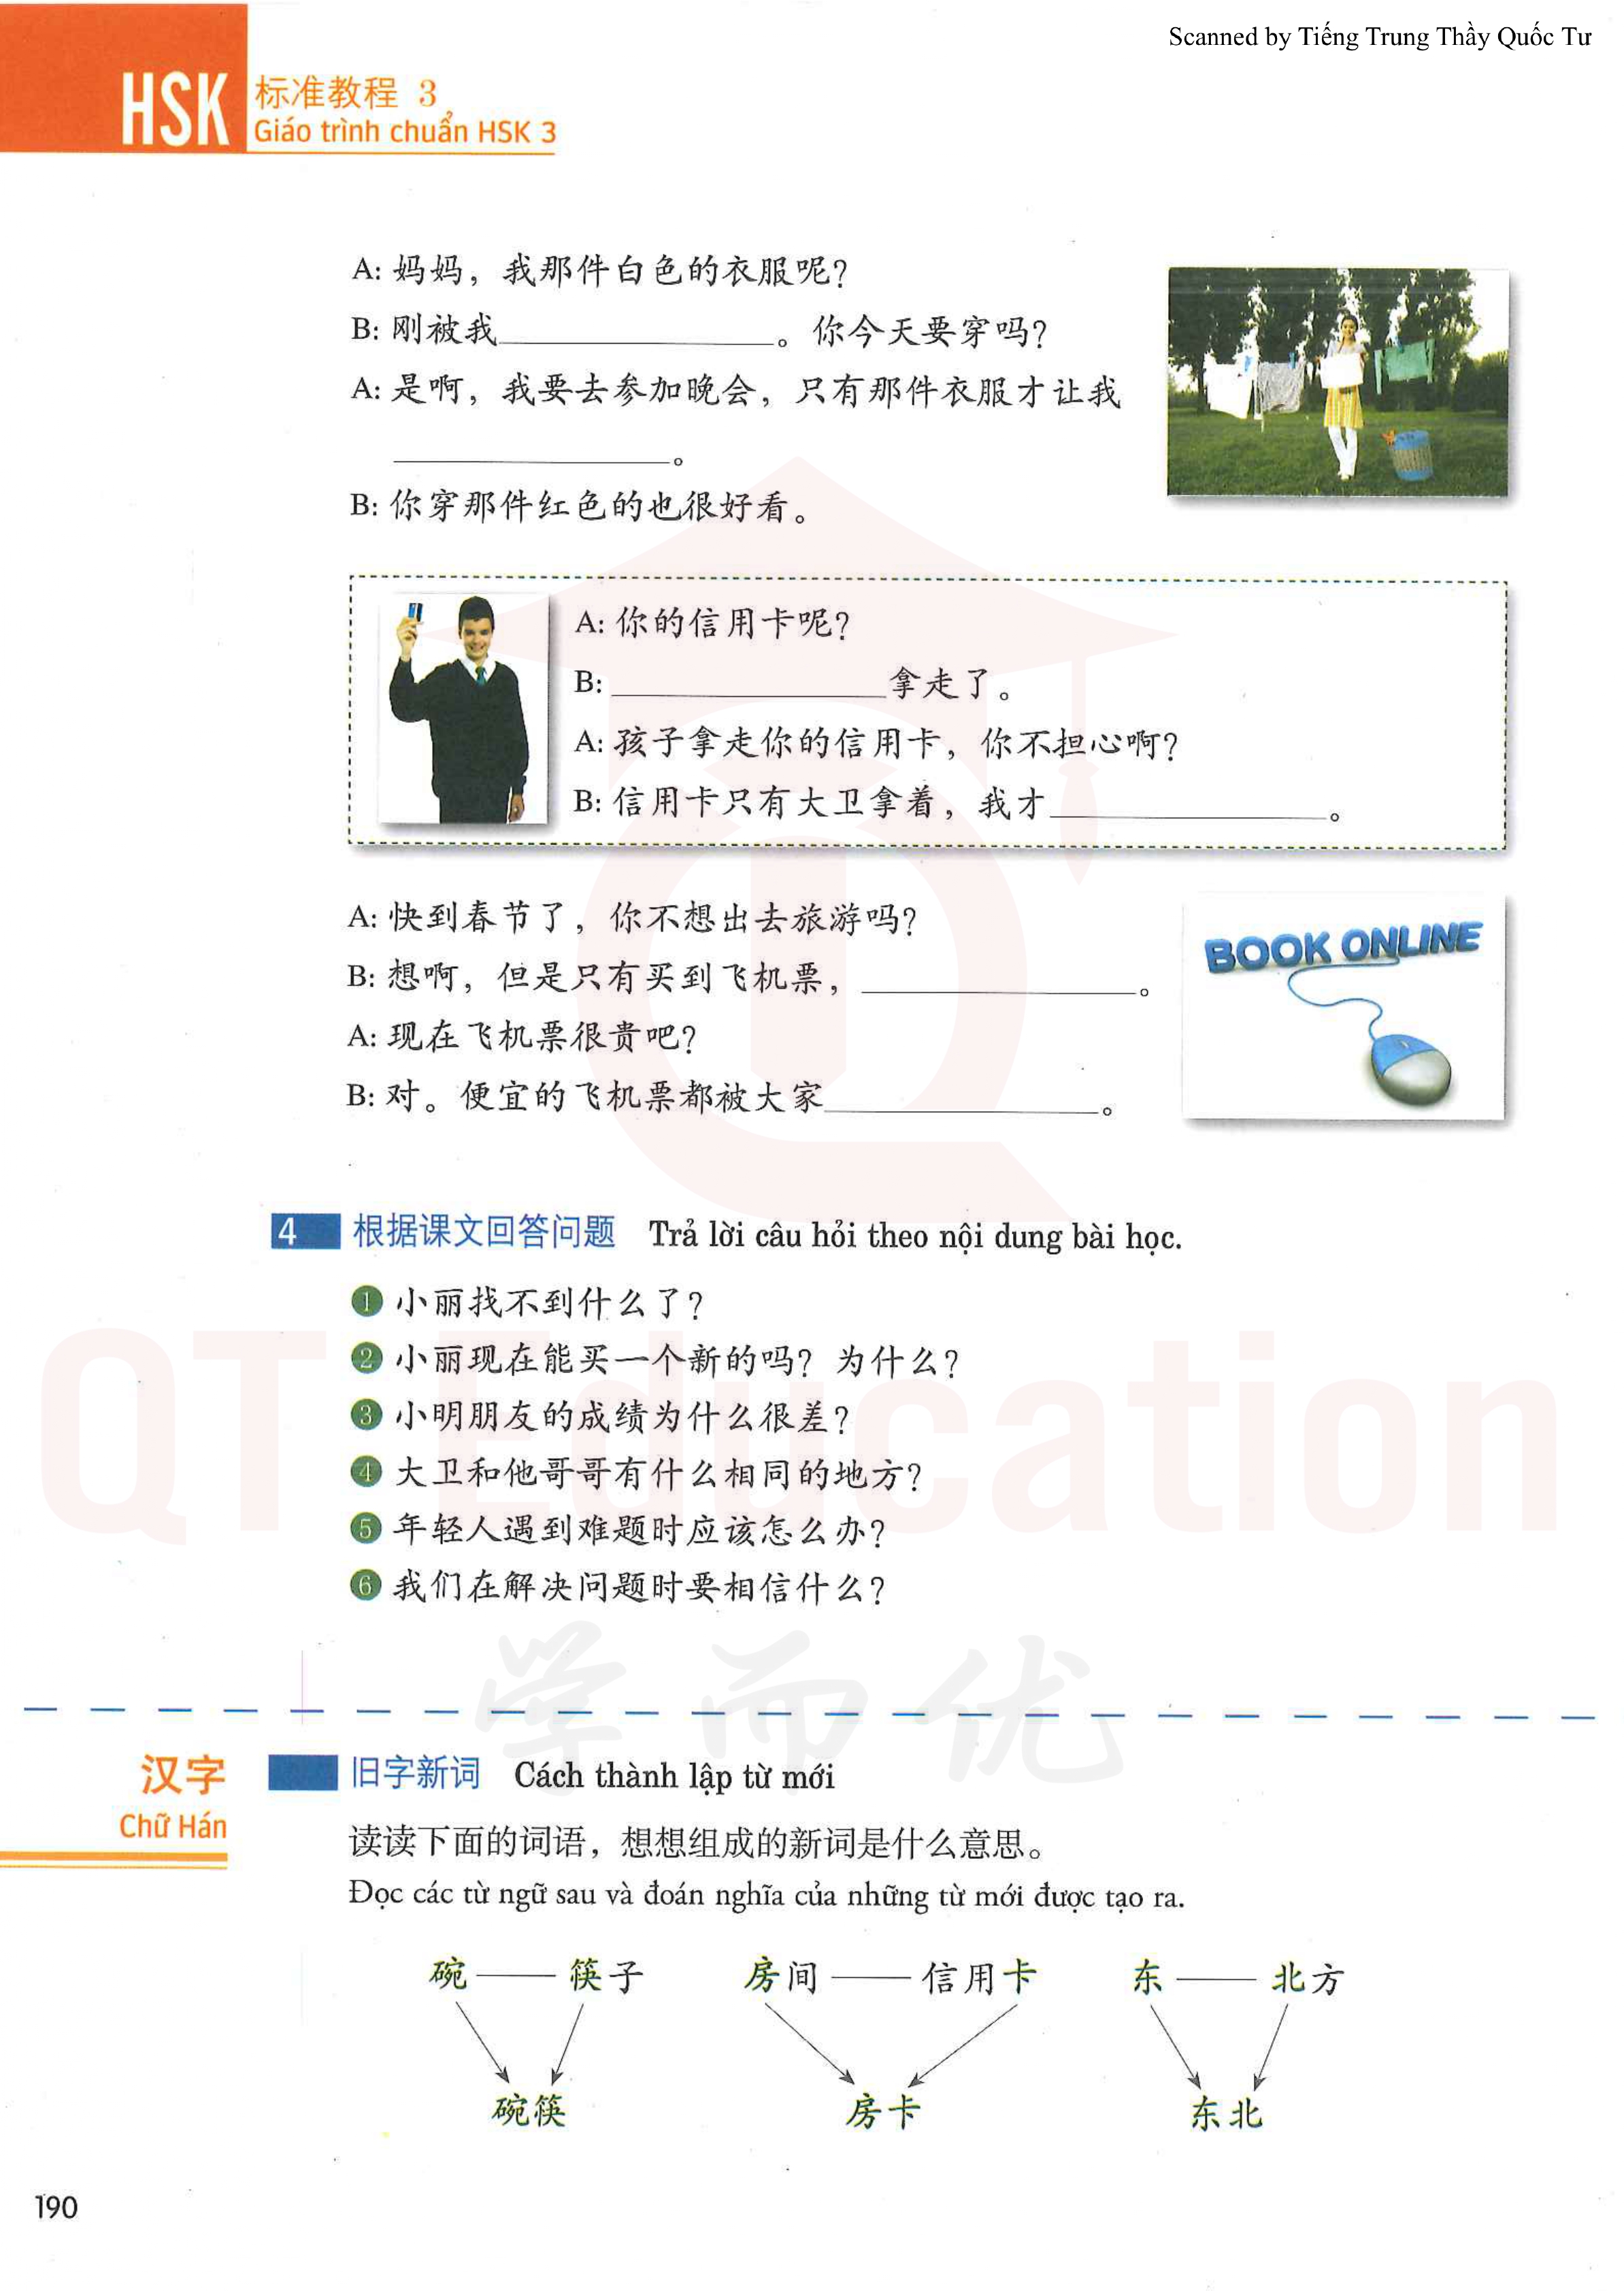 Scanned by Tiếng Trung Thầy Quốc Tư
HSK 标准教程 3
Giáo trình chuẩn HSK 3
A: 妈妈，我那件白色的衣服呢？
B: 刚被我____________。你今天要穿吗？
A: 是啊，我要去参加晚会，只有那件衣服才让我
____________。
B: 你穿那件红色的也很好看。
A: 你的信用卡呢？
B: ____________拿走了。
A: 孩子拿走你的信用卡，你不担心啊？
B: 信用卡只有大卫拿着，我才____________。
A: 快到春节了，你不想出去旅游吗？
B: 想啊，但是只有买到飞机票，____________。
A: 现在飞机票很贵吧？
B: 对。便宜的飞机票都被大家____________。
BOOK ONLINE
4 根据课文回答问题 Trả lời câu hỏi theo nội dung bài học.
1 小丽找不到什么了？
2 小丽现在能买一个新的吗？为什么？
3 小明朋友的成绩为什么很差？
4 大卫和他哥哥有什么相同的地方？
5 年轻人遇到难题时应该怎么办？
6 我们在解决问题时要相信什么？
QT Education
学而优
汉字
Chữ Hán
旧字新词 Cách thành lập từ mới
读读下面的词语，想想组成的新词是什么意思。
Đọc các từ ngữ sau và đoán nghĩa của những từ mới được tạo ra.
碗 —— 筷子 房间 —— 信用卡 东 —— 北方
碗筷 房卡 东北
190